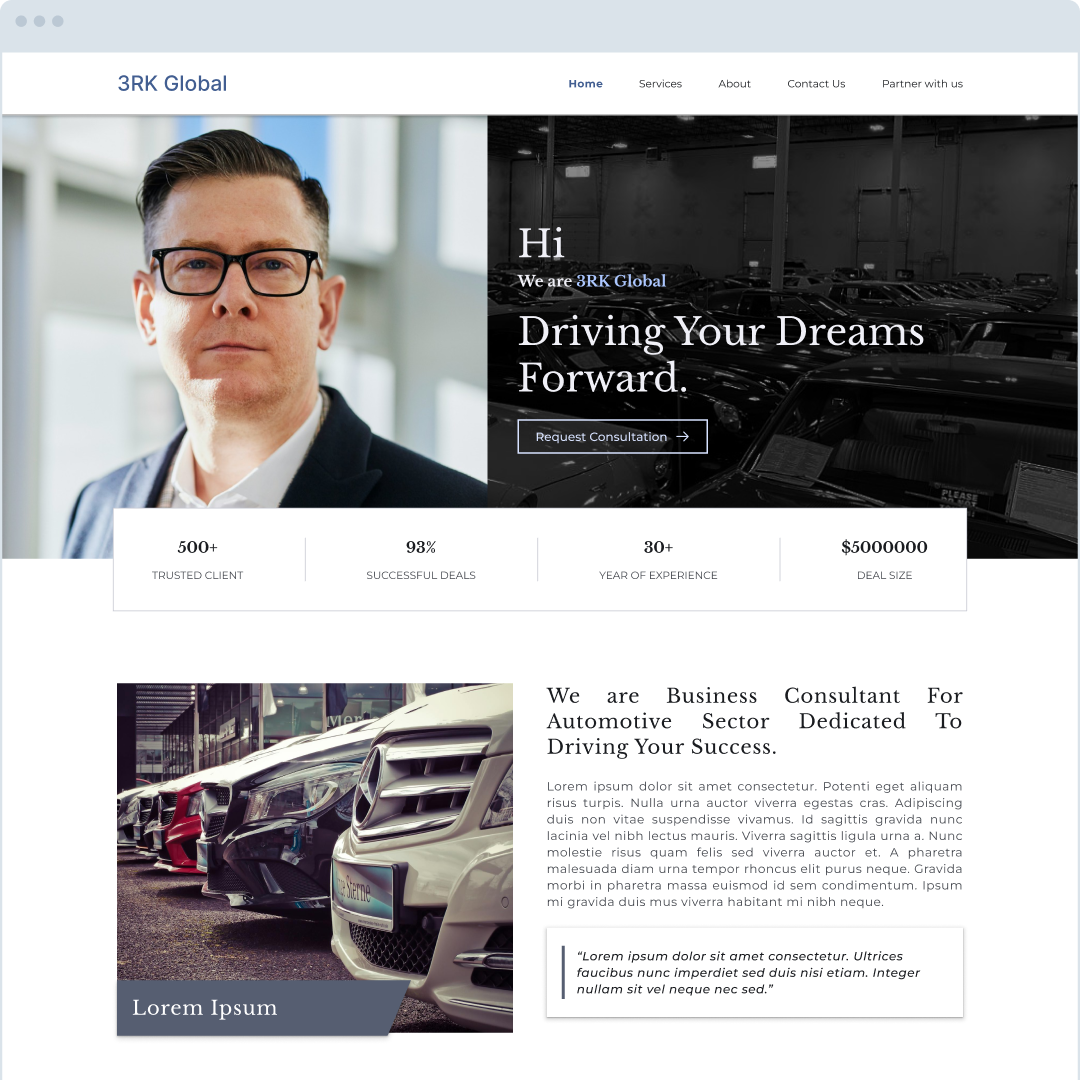 3RK Global
Home Services About Contact Us Partner with us
Hi
We are 3RK Global
Driving Your Dreams
Forward.
Request Consultation →
PLEASE
DO NOT
500+ 93% 30+ $5000000
TRUSTED CLIENT SUCCESSFUL DEALS YEAR OF EXPERIENCE DEAL SIZE
We are Business Consultant For
Automotive Sector Dedicated To
Driving Your Success.
Lorem ipsum dolor sit amet consectetur. Potenti eget aliquam
risus turpis. Nulla urna auctor viverra egestas cras. Adipiscing
duis non vitae suspendisse vivamus. Id sagittis gravida nunc
lacinia vel nibh lectus mauris. Viverra sagittis ligula urna a. Nunc
molestie risus quam felis sed viverra auctor et. A pharetra
malesuada diam urna tempor rhoncus elit purus neque. Gravida
morbi in pharetra massa euismod id sem condimentum. Ipsum
mi gravida duis mus viverra habitant mi nibh neque.
“Lorem ipsum dolor sit amet consectetur. Ultrices
faucibus nunc imperdiet sed duis nisi etiam. Integer
nullam sit vel neque nec sed.”
Sterne
Lorem Ipsum